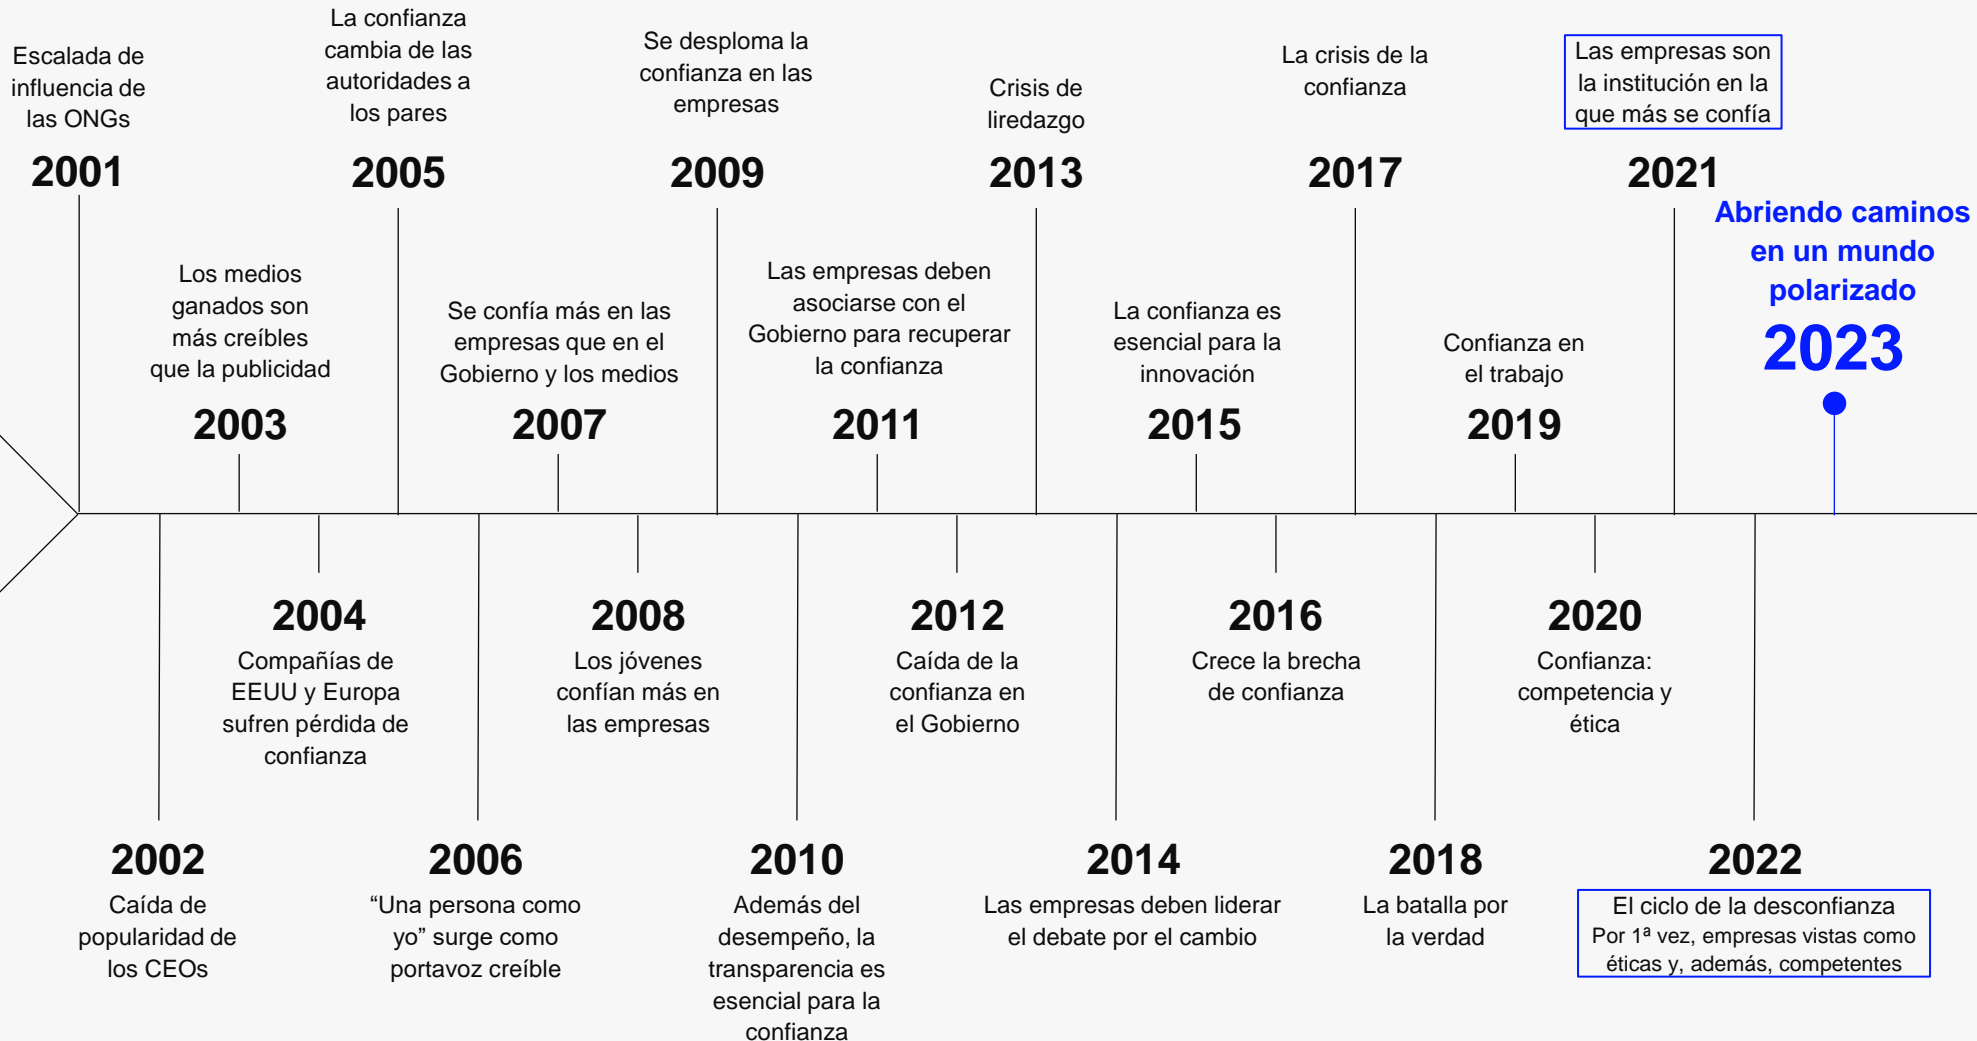 Escalada de
influencia de
las ONGs
2001
Caída de
popularidad de
los CEOs
2002
Los medios
ganados son
más creíbles
que la publicidad
2003
2004
Compañías de
EEUU y Europa
sufren pérdida de
confianza
La confianza
cambia de las
autoridades a
los pares
2005
2006
“Una persona como
yo” surge como
portavoz creíble
Se confía más en las
empresas que en el
Gobierno y los medios
2007
2008
Los jóvenes
confían más en
las empresas
Se desploma la
confianza en las
empresas
2009
2010
Además del
desempeño, la
transparencia es
esencial para la
confianza
Las empresas deben
asociarse con el
Gobierno para recuperar
la confianza
2011
2012
Caída de la
confianza en
el Gobierno
Crisis de
liredazgo
2013
2014
Las empresas deben liderar
el debate por el cambio
La confianza es
esencial para la
innovación
2015
2016
Crece la brecha
de confianza
La crisis de la
confianza
2017
2018
La batalla por
la verdad
Confianza en
el trabajo
2019
2020
Confianza:
competencia y
ética
Las empresas son
la institución en la
que más se confía
2021
2022
El ciclo de la desconfianza
Por 1ª vez, empresas vistas como
éticas y, además, competentes
Abriendo caminos
en un mundo
polarizado
2023